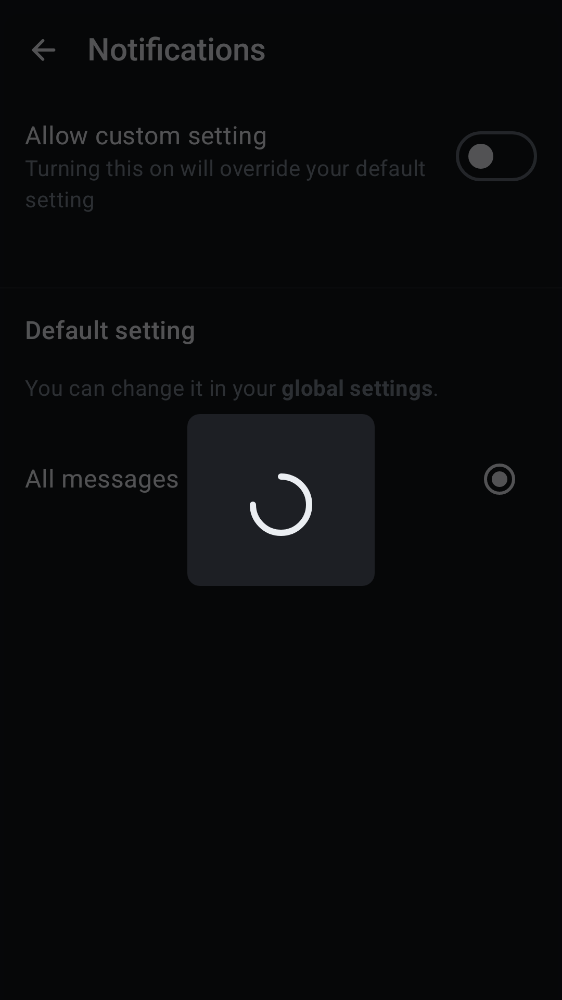 Notifications
Allow custom setting
Turning this on will override your default
setting
Default setting
You can change it in your global settings.
All messages